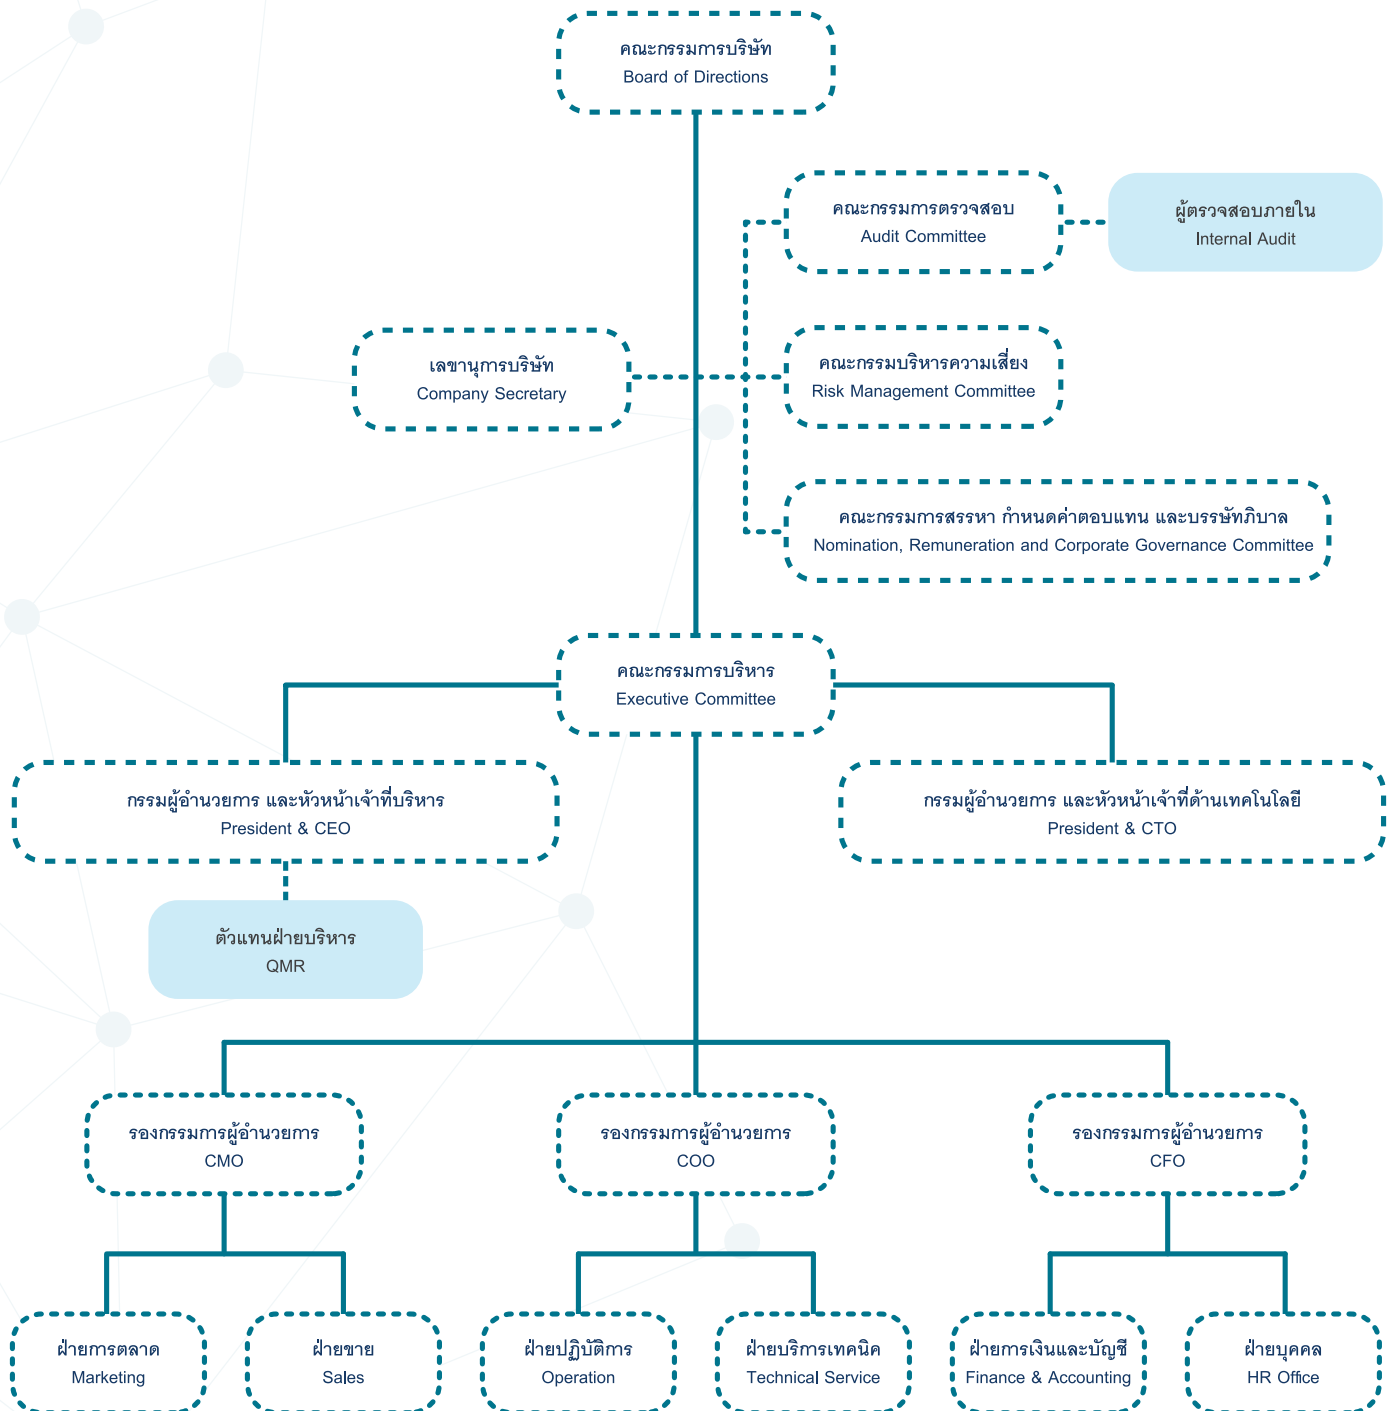 คณะกรรมการบริษัท
Board of Directions
คณะกรรมการตรวจสอบ
Audit Committee
ผู้ตรวจสอบภายใน
Internal Audit
เลขานุการบริษัท
Company Secretary
คณะกรรมบริหารความเสี่ยง
Risk Management Committee
คณะกรรมการสรรหา กำหนดค่าตอบแทน และบรรษัทภิบาล
Nomination, Remuneration and Corporate Governance Committee
คณะกรรมการบริหาร
Executive Committee
กรรมผู้อำนวยการ และหัวหน้าเจ้าที่บริหาร
President & CEO
กรรมผู้อำนวยการ และหัวหน้าเจ้าที่ด้านเทคโนโลยี
President & CTO
ตัวแทนฝ่ายบริหาร
QMR
รองกรรมการผู้อำนวยการ
CMO
รองกรรมการผู้อำนวยการ
COO
รองกรรมการผู้อำนวยการ
CFO
ฝ่ายการตลาด
Marketing
ฝ่ายขาย
Sales
ฝ่ายปฏิบัติการ
Operation
ฝ่ายบริการเทคนิค
Technical Service
ฝ่ายการเงินและบัญชี
Finance & Accounting
ฝ่ายบุคคล
HR Office